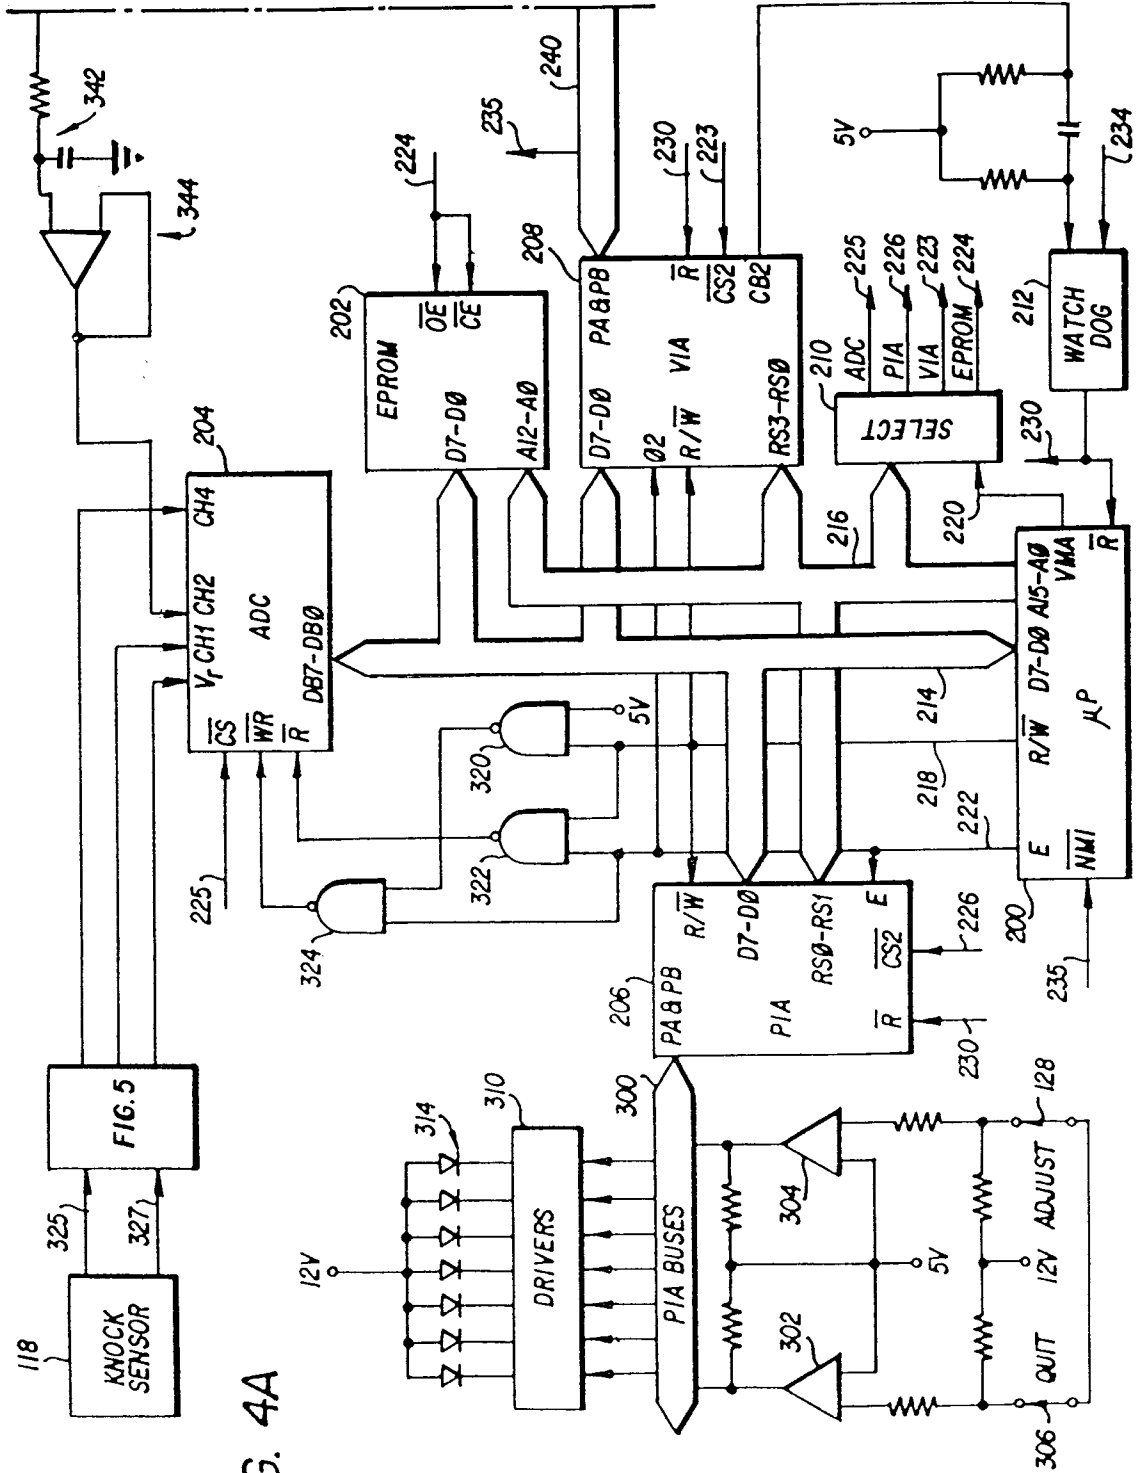 342
344
240
235
224
202
EPROM
OE
CE
D7-DØ
A12-AØ
204
CH4
Vr CH1 CH2
ADC
CS
WR
R
DB7-DBØ
208
PA & PB
D7-DØ
VIA
R
CS2
CB2
Ø2
R/W
RS3-RSØ
230
223
5V
234
212
WATCH
DOG
210
SELECT
ADC
225
PIA
226
VIA
223
EPROM
224
230
220
216
214
218
222
200
E
R/W
D7-DØ
A15-AØ
VMA
R
NMI
µP
235
5V
320
322
324
225
FIG. 5
325
327
118
KNOCK
SENSOR
G. 4A
206
PA & PB
PIA
R/W
D7-DØ
RSØ-RS1
E
CS2
R
226
230
12V
314
310
DRIVERS
300
PIA BUSES
302
304
5V
12V
QUIT
ADJUST
128
306